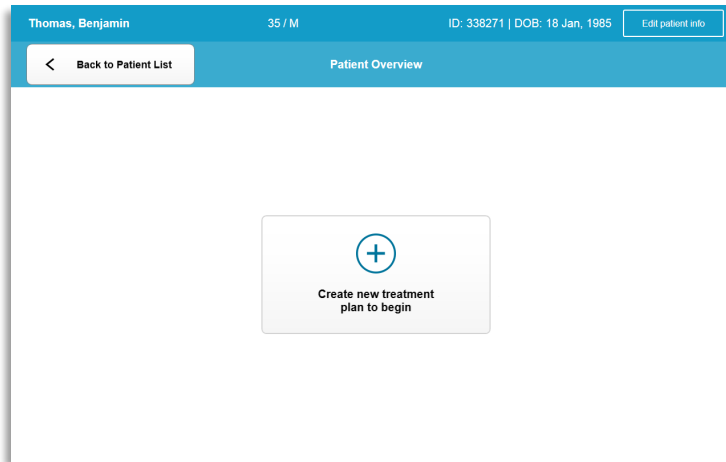 Thomas, Benjamin 35 / M ID: 338271 | DOB: 18 Jan, 1985 Edit patient info
Back to Patient List Patient Overview
Create new treatment
plan to begin